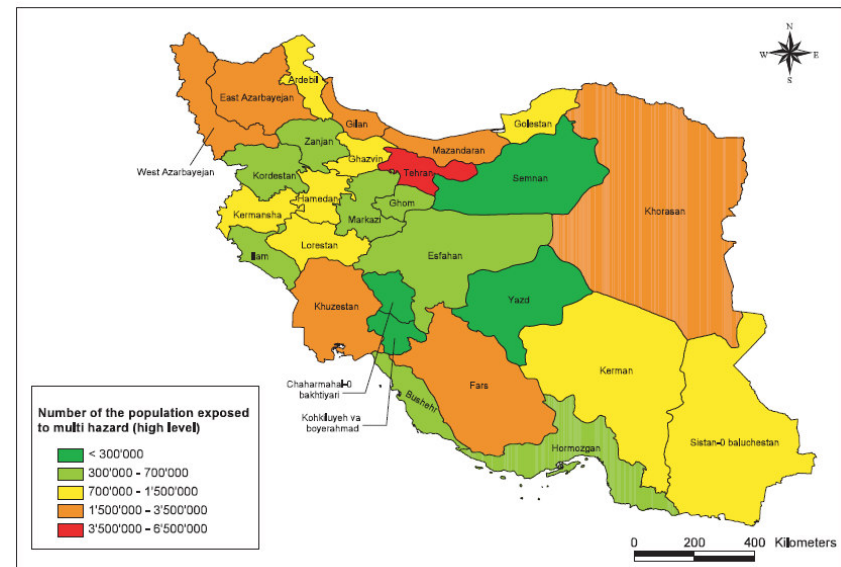 N
W E
S
Ardebil
East Azarbayejan
Gilan
Golestan
Zanjan
Mazandaran
West Azarbayejan
Ghazvin
Tehran
Semnan
Kordestan
Hamedan
Ghom
Khorasan
Kermansha
Markazi
Lorestan
Esfahan
Ilam
Khuzestan
Yazd
Kerman
Chaharmahal-0
bakhtiyari
Fars
Bushehr
Kohkiluyeh va
boyerahmad
Sistan-0 baluchestan
Hormozgan
Number of the population exposed
to multi hazard (high level)
< 300'000
300'000 - 700'000
700'000 - 1'500'000
1'500'000 - 3'500'000
3'500'000 - 6'500'000
0 200 400 Kilometers